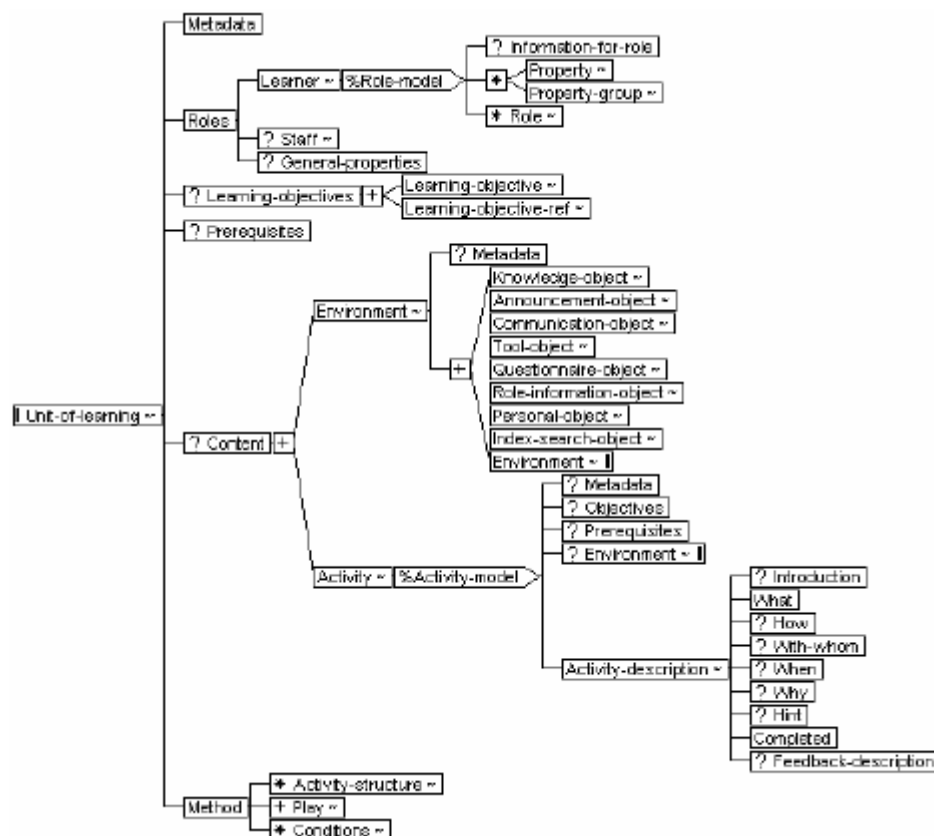 Metadata
? Information-for-role
Learner ~ %Role-model
Property ~
*
Property-group ~
* Role ~
Roles
? Staff ~
? General-properties
? Learning-objectives +
Learning-objective ~
Learning-objective-ref ~
? Prerequisites
? Metadata
Knowledge-object ~
Environment ~
Announcement-object ~
Communication-object ~
Tool-object ~
+
Questionnaire-object ~
Role-information-object ~
Unit-of-learning ~
Personal-object ~
? Content +
Index-search-object ~
Environment ~
? Metadata
? Objectives
? Prerequisites
? Environment ~
Activity ~ %Activity-model
? Introduction
What
? How
? With-whom
Activity-description ~
? When
? Why
? Hint
Completed
? Feedback-description
* Activity-structure ~
Method
+ Play ~
* Conditions ~